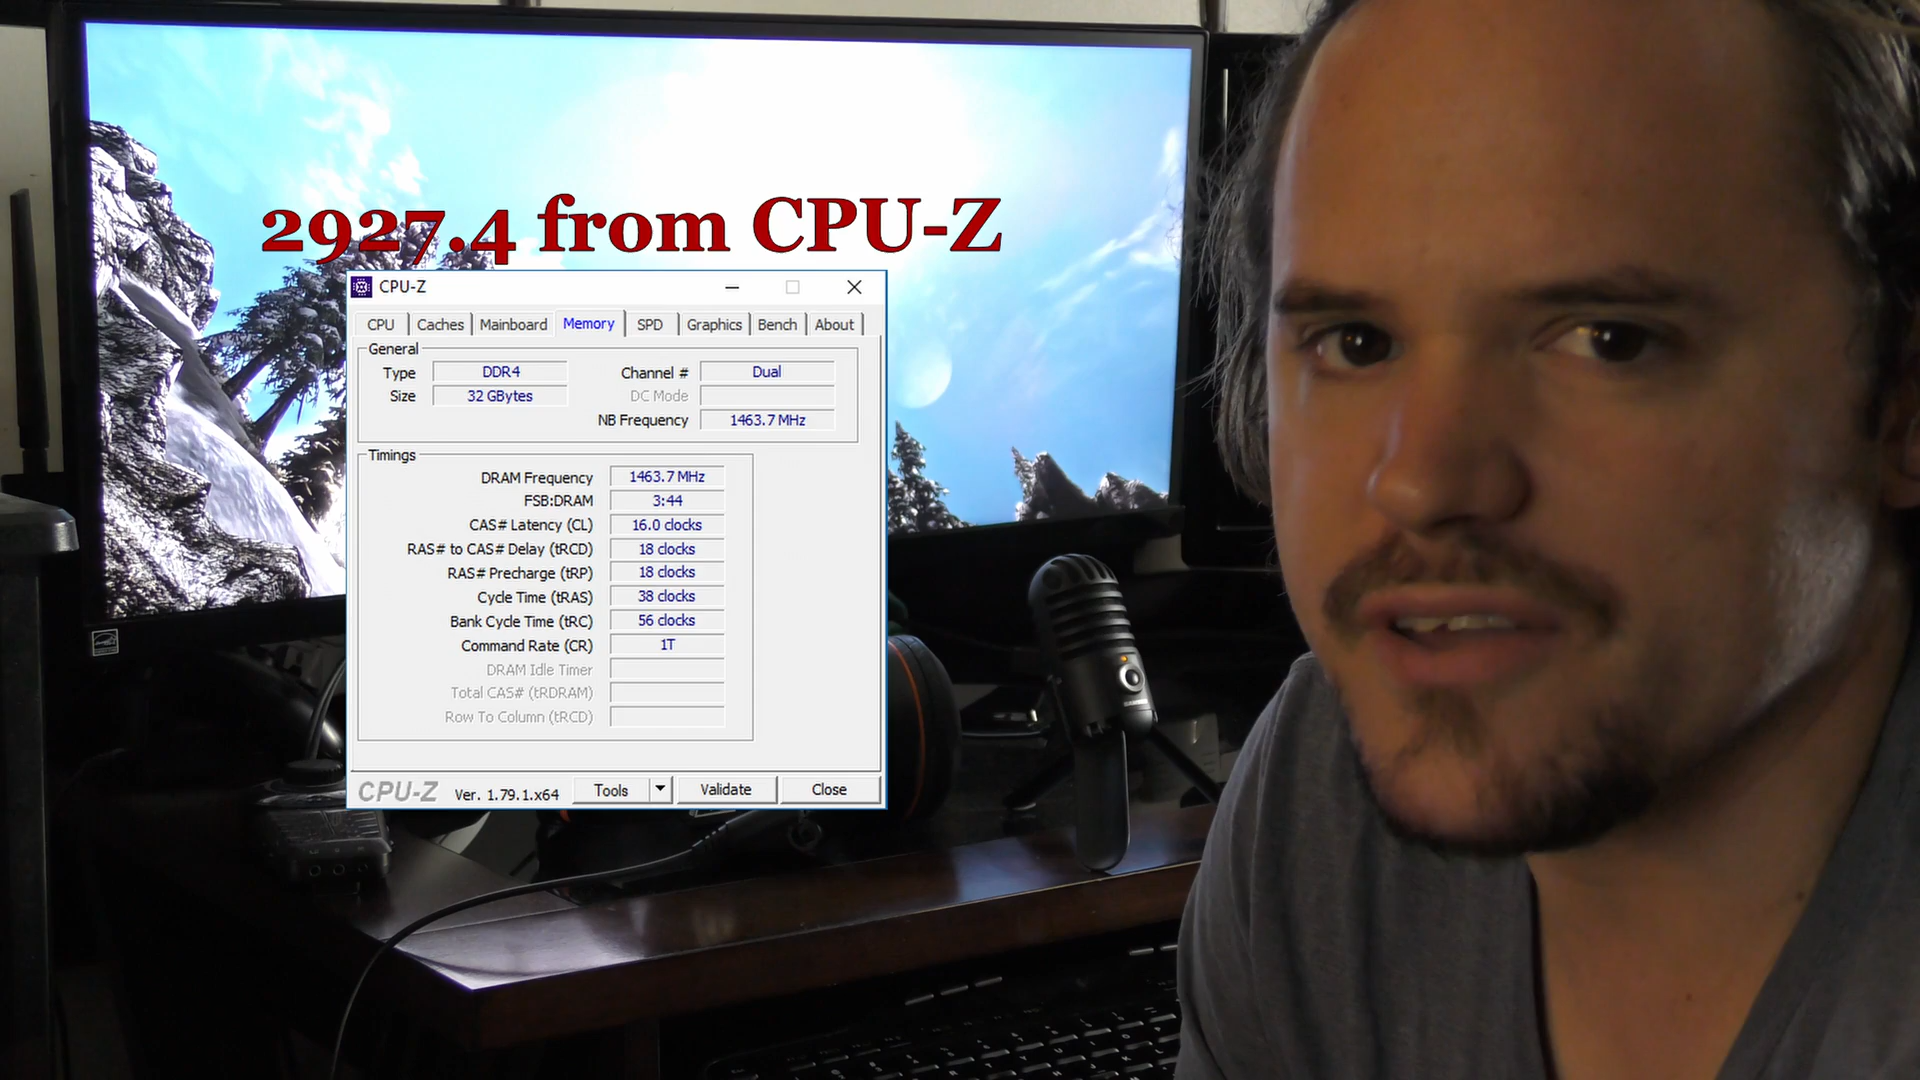 2927.4 from CPU-Z
CPU-Z
CPU Caches Mainboard Memory SPD Graphics Bench About
General
Type DDR4 Channel # Dual
Size 32 GBytes DC Mode
NB Frequency 1463.7 MHz
Timings
DRAM Frequency 1463.7 MHz
FSB:DRAM 3:44
CAS# Latency (CL) 16.0 clocks
RAS# to CAS# Delay (tRCD) 18 clocks
RAS# Precharge (tRP) 18 clocks
Cycle Time (tRAS) 38 clocks
Bank Cycle Time (tRC) 56 clocks
Command Rate (CR) 1T
DRAM Idle Timer
Total CAS# (tRDRAM)
Row To Column (tRCD)
CPU-Z Ver. 1.79.1.x64 Tools Validate Close